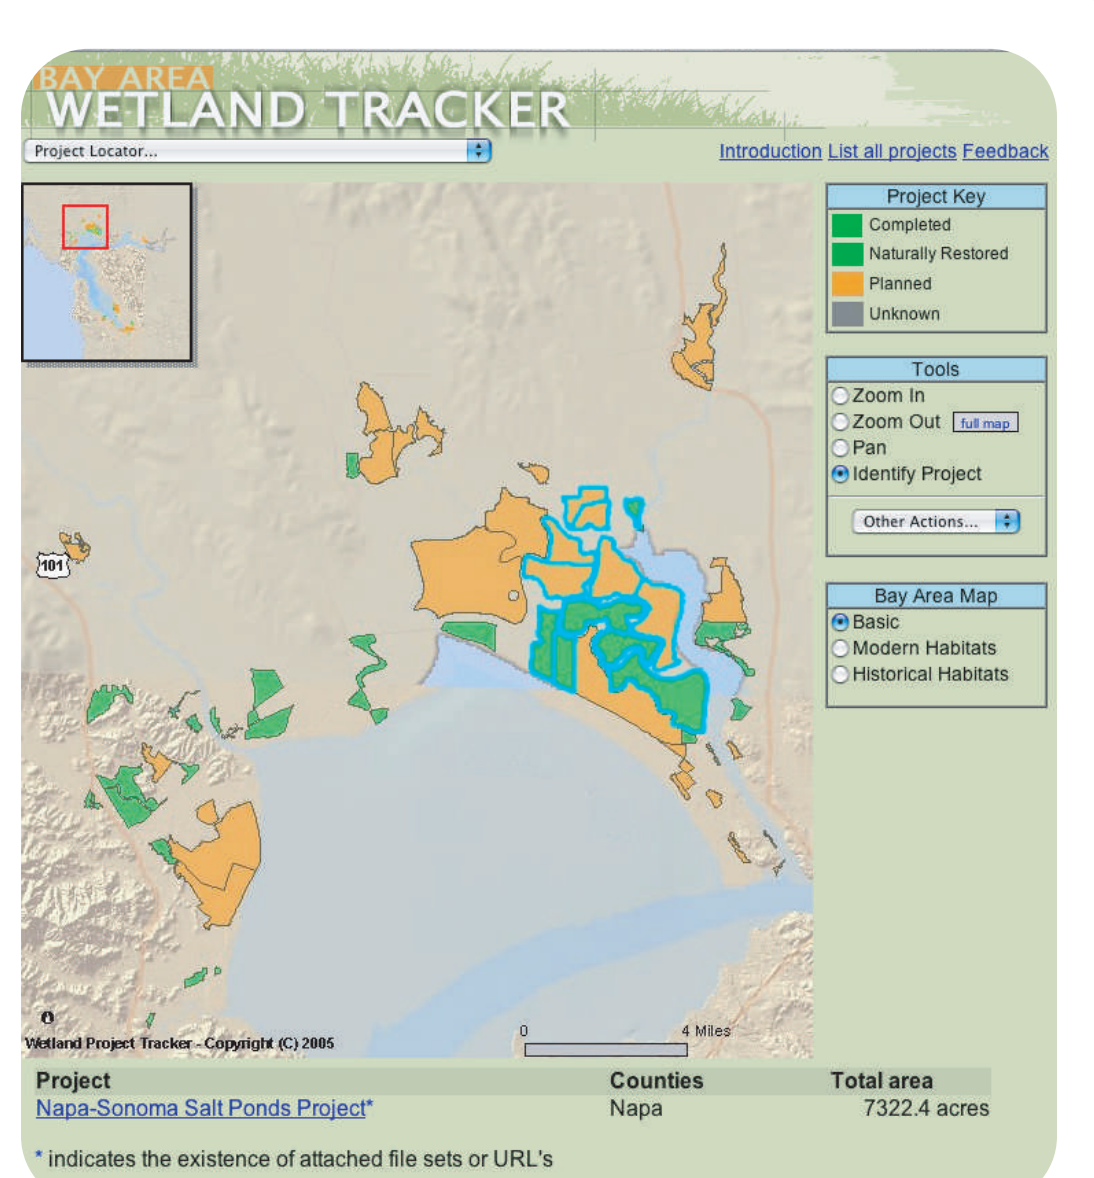 BAY AREA
WETLAND TRACKER
Project Locator...
Introduction List all projects Feedback
Project Key
Completed
Naturally Restored
Planned
Unknown
Tools
Zoom In
Zoom Out full map
Pan
Identify Project
Other Actions...
101
Bay Area Map
Basic
Modern Habitats
Historical Habitats
0 4 Miles
Wetland Project Tracker - Copyright (C) 2005
Project Counties Total area
Napa-Sonoma Salt Ponds Project* Napa 7322.4 acres
* indicates the existence of attached file sets or URL's